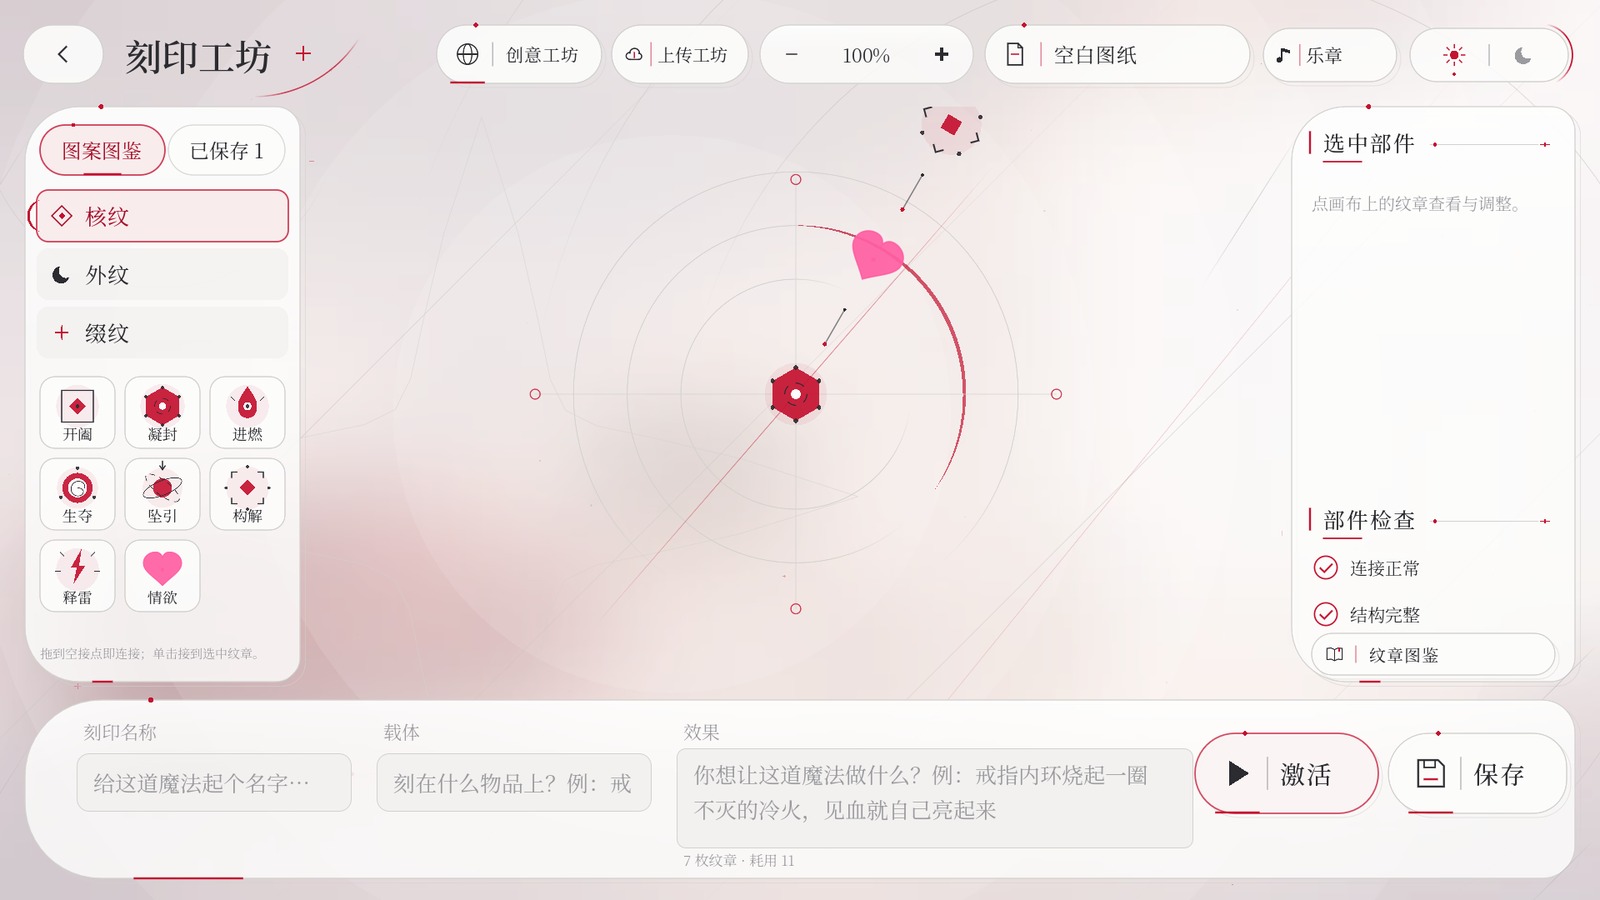 刻印工坊
创意工坊
上传工坊
− 100% +
空白图纸
乐章
图案图鉴
已保存 1
核纹
外纹
缀纹
开阖
凝封
迸燃
生夺
坠引
构解
释雷
情欲
拖到空接点即连接；单击接到选中纹章。
选中部件
点画布上的纹章查看与调整。
部件检查
连接正常
结构完整
纹章图鉴
刻印名称
给这道魔法起个名字…
载体
刻在什么物品上？例：戒
效果
你想让这道魔法做什么？例：戒指内环烧起一圈
不灭的冷火，见血就自己亮起来
7 枚纹章 · 耗用 11
激活
保存